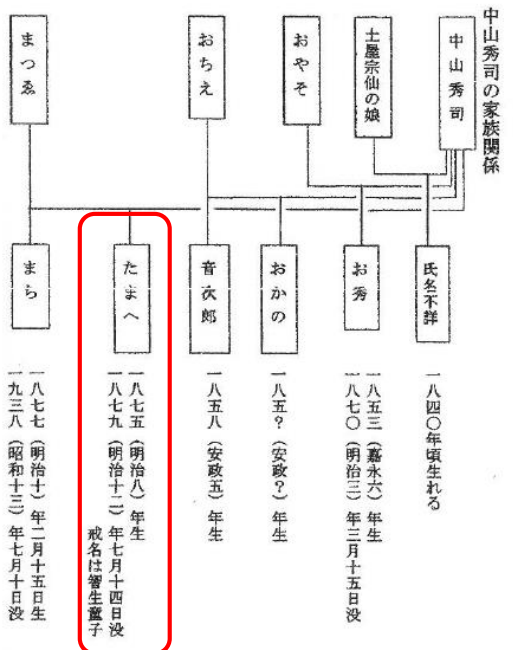 中山秀司の家族関係
中山秀司
土屋宗仙の娘
おやそ
おちえ
まつゑ
氏名不詳
お秀
おかの
音次郎
たまへ
まち
一八四〇年頃生れる
一八五三（嘉永六）年生
一八七〇（明治三）年三月十五日没
一八五？（安政？）年生
一八五八（安政五）年生
一八七五（明治八）年生
一八七九（明治十二）年七月十四日没
戒名は智生童子
一八七七（明治十）年二月十五日生
一九三八（昭和十三）年七月十日没